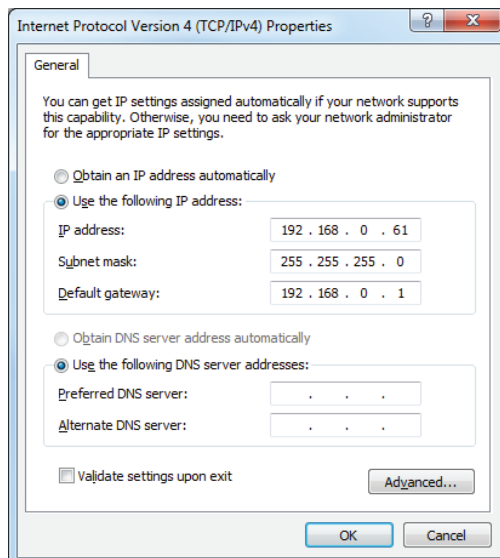 Internet Protocol Version 4 (TCP/IPv4) Properties
?
General
You can get IP settings assigned automatically if your network supports
this capability. Otherwise, you need to ask your network administrator
for the appropriate IP settings.
Obtain an IP address automatically
Use the following IP address:
IP address: 192 . 168 . 0 . 61
Subnet mask: 255 . 255 . 255 . 0
Default gateway: 192 . 168 . 0 . 1
Obtain DNS server address automatically
Use the following DNS server addresses:
Preferred DNS server: . . .
Alternate DNS server: . . .
Validate settings upon exit
Advanced...
OK Cancel